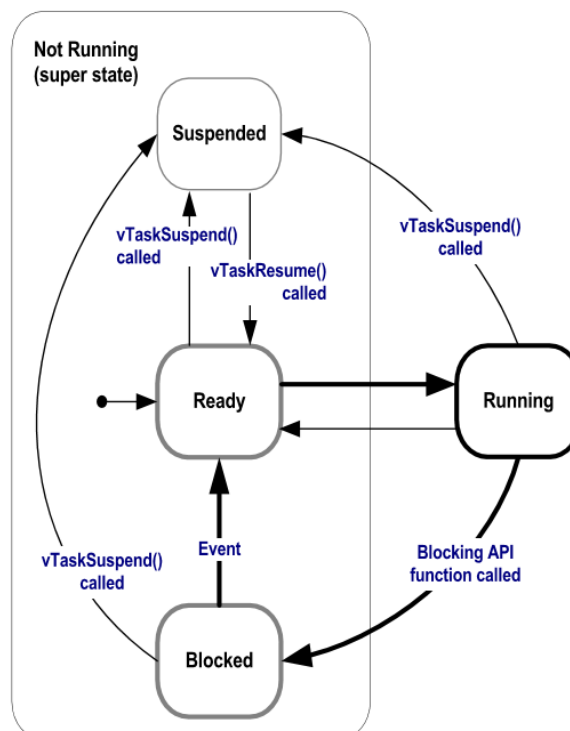 Not Running
(super state)
Suspended
vTaskSuspend()
called
vTaskSuspend()
called
vTaskResume()
called
Ready
Running
Event
Blocking API
function called
vTaskSuspend()
called
Blocked